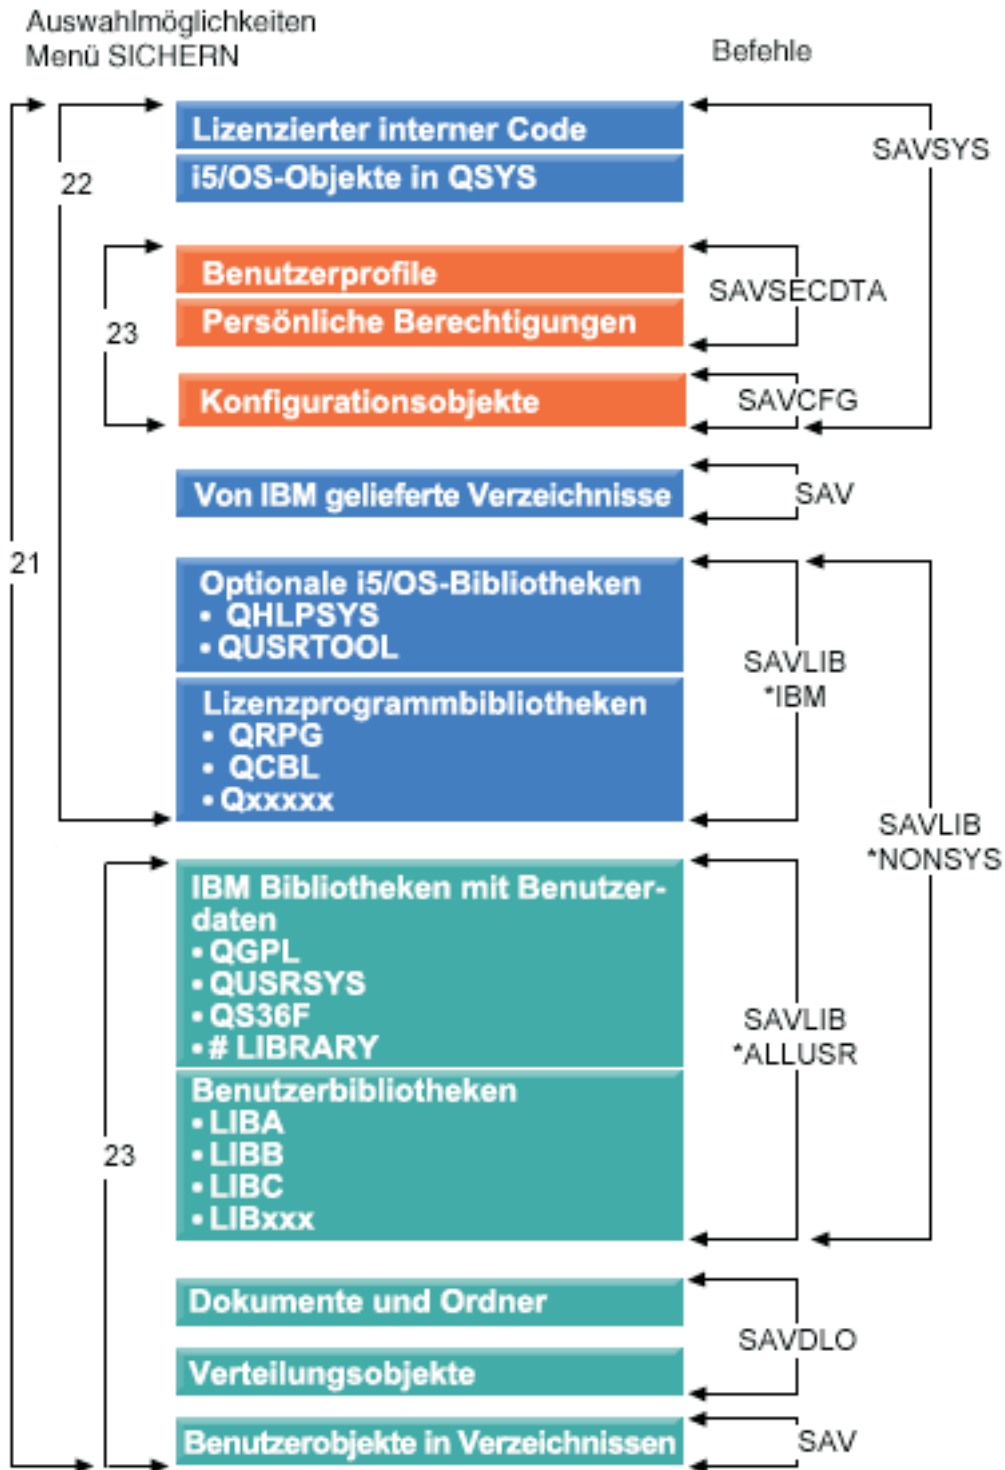 Auswahlmöglichkeiten
Menü SICHERN
Befehle
Lizenzierter interner Code
i5/OS-Objekte in QSYS
SAVSYS
22
Benutzerprofile
Persönliche Berechtigungen
SAVSECDTA
23
Konfigurationsobjekte
SAVCFG
Von IBM gelieferte Verzeichnisse
SAV
21
Optionale i5/OS-Bibliotheken
• QHLPSYS
• QUSRTOOL
Lizenzprogrammbibliotheken
• QRPG
• QCBL
• Qxxxxx
SAVLIB
*IBM
SAVLIB
*NONSYS
IBM Bibliotheken mit Benutzer-
daten
• QGPL
• QUSRSYS
• QS36F
• # LIBRARY
Benutzerbibliotheken
• LIBA
• LIBB
• LIBC
• LIBxxx
SAVLIB
*ALLUSR
23
Dokumente und Ordner
Verteilungsobjekte
SAVDLO
Benutzerobjekte in Verzeichnissen
SAV